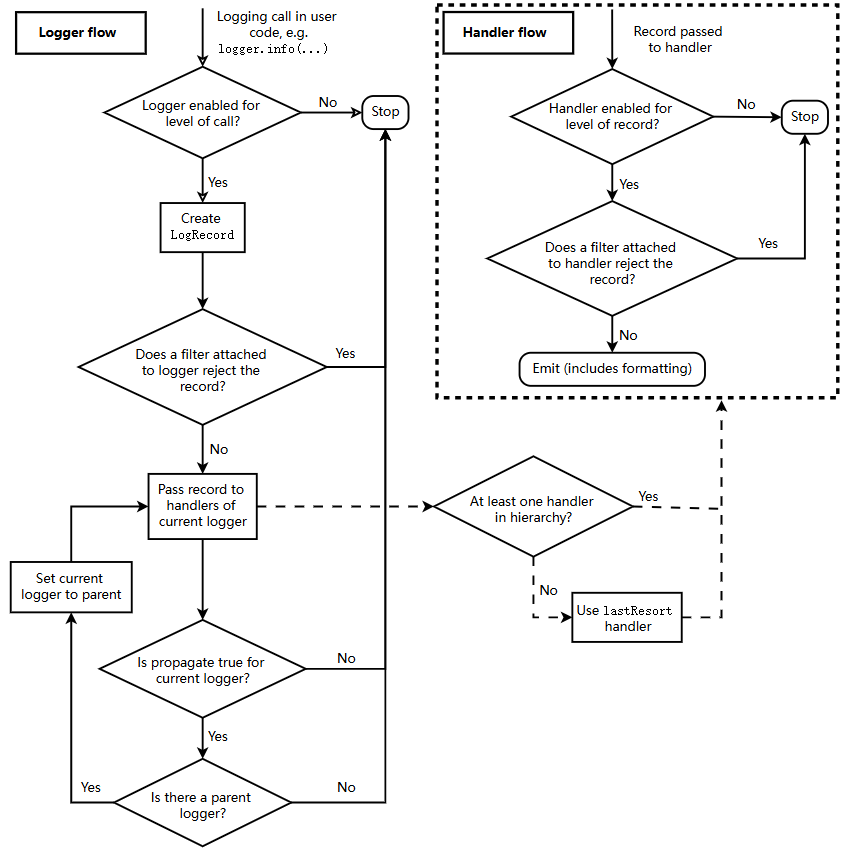 Logger flow
Logging call in user
code, e.g.
logger.info(...)
Logger enabled for
level of call?
No
Stop
Yes
Create
LogRecord
Does a filter attached
to logger reject the
record?
Yes
No
Pass record to
handlers of
current logger
Set current
logger to parent
Is propagate true for
current logger?
No
Yes
Is there a parent
logger?
Yes
No
At least one handler
in hierarchy?
Yes
No
Use lastResort
handler
Handler flow
Record passed
to handler
Handler enabled for
level of record?
No
Stop
Yes
Does a filter attached
to handler reject the
record?
Yes
No
Emit (includes formatting)